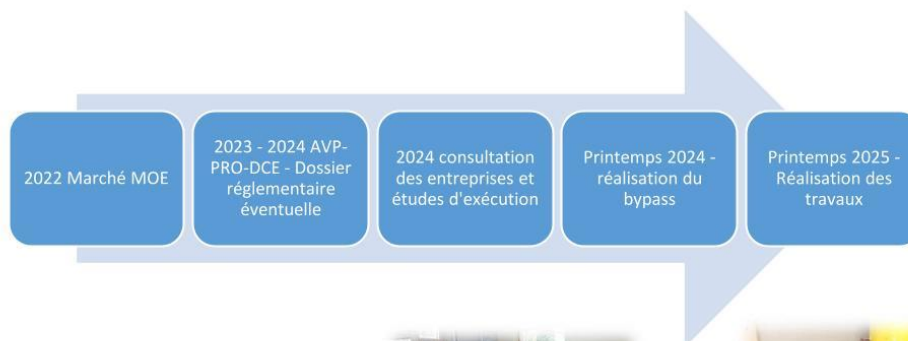 2022 Marché MOE
2023 - 2024 AVP-
PRO-DCE - Dossier
réglementaire
éventuelle
2024 consultation
des entreprises et
études d'exécution
Printemps 2024 -
réalisation du
bypass
Printemps 2025 -
Réalisation des
travaux